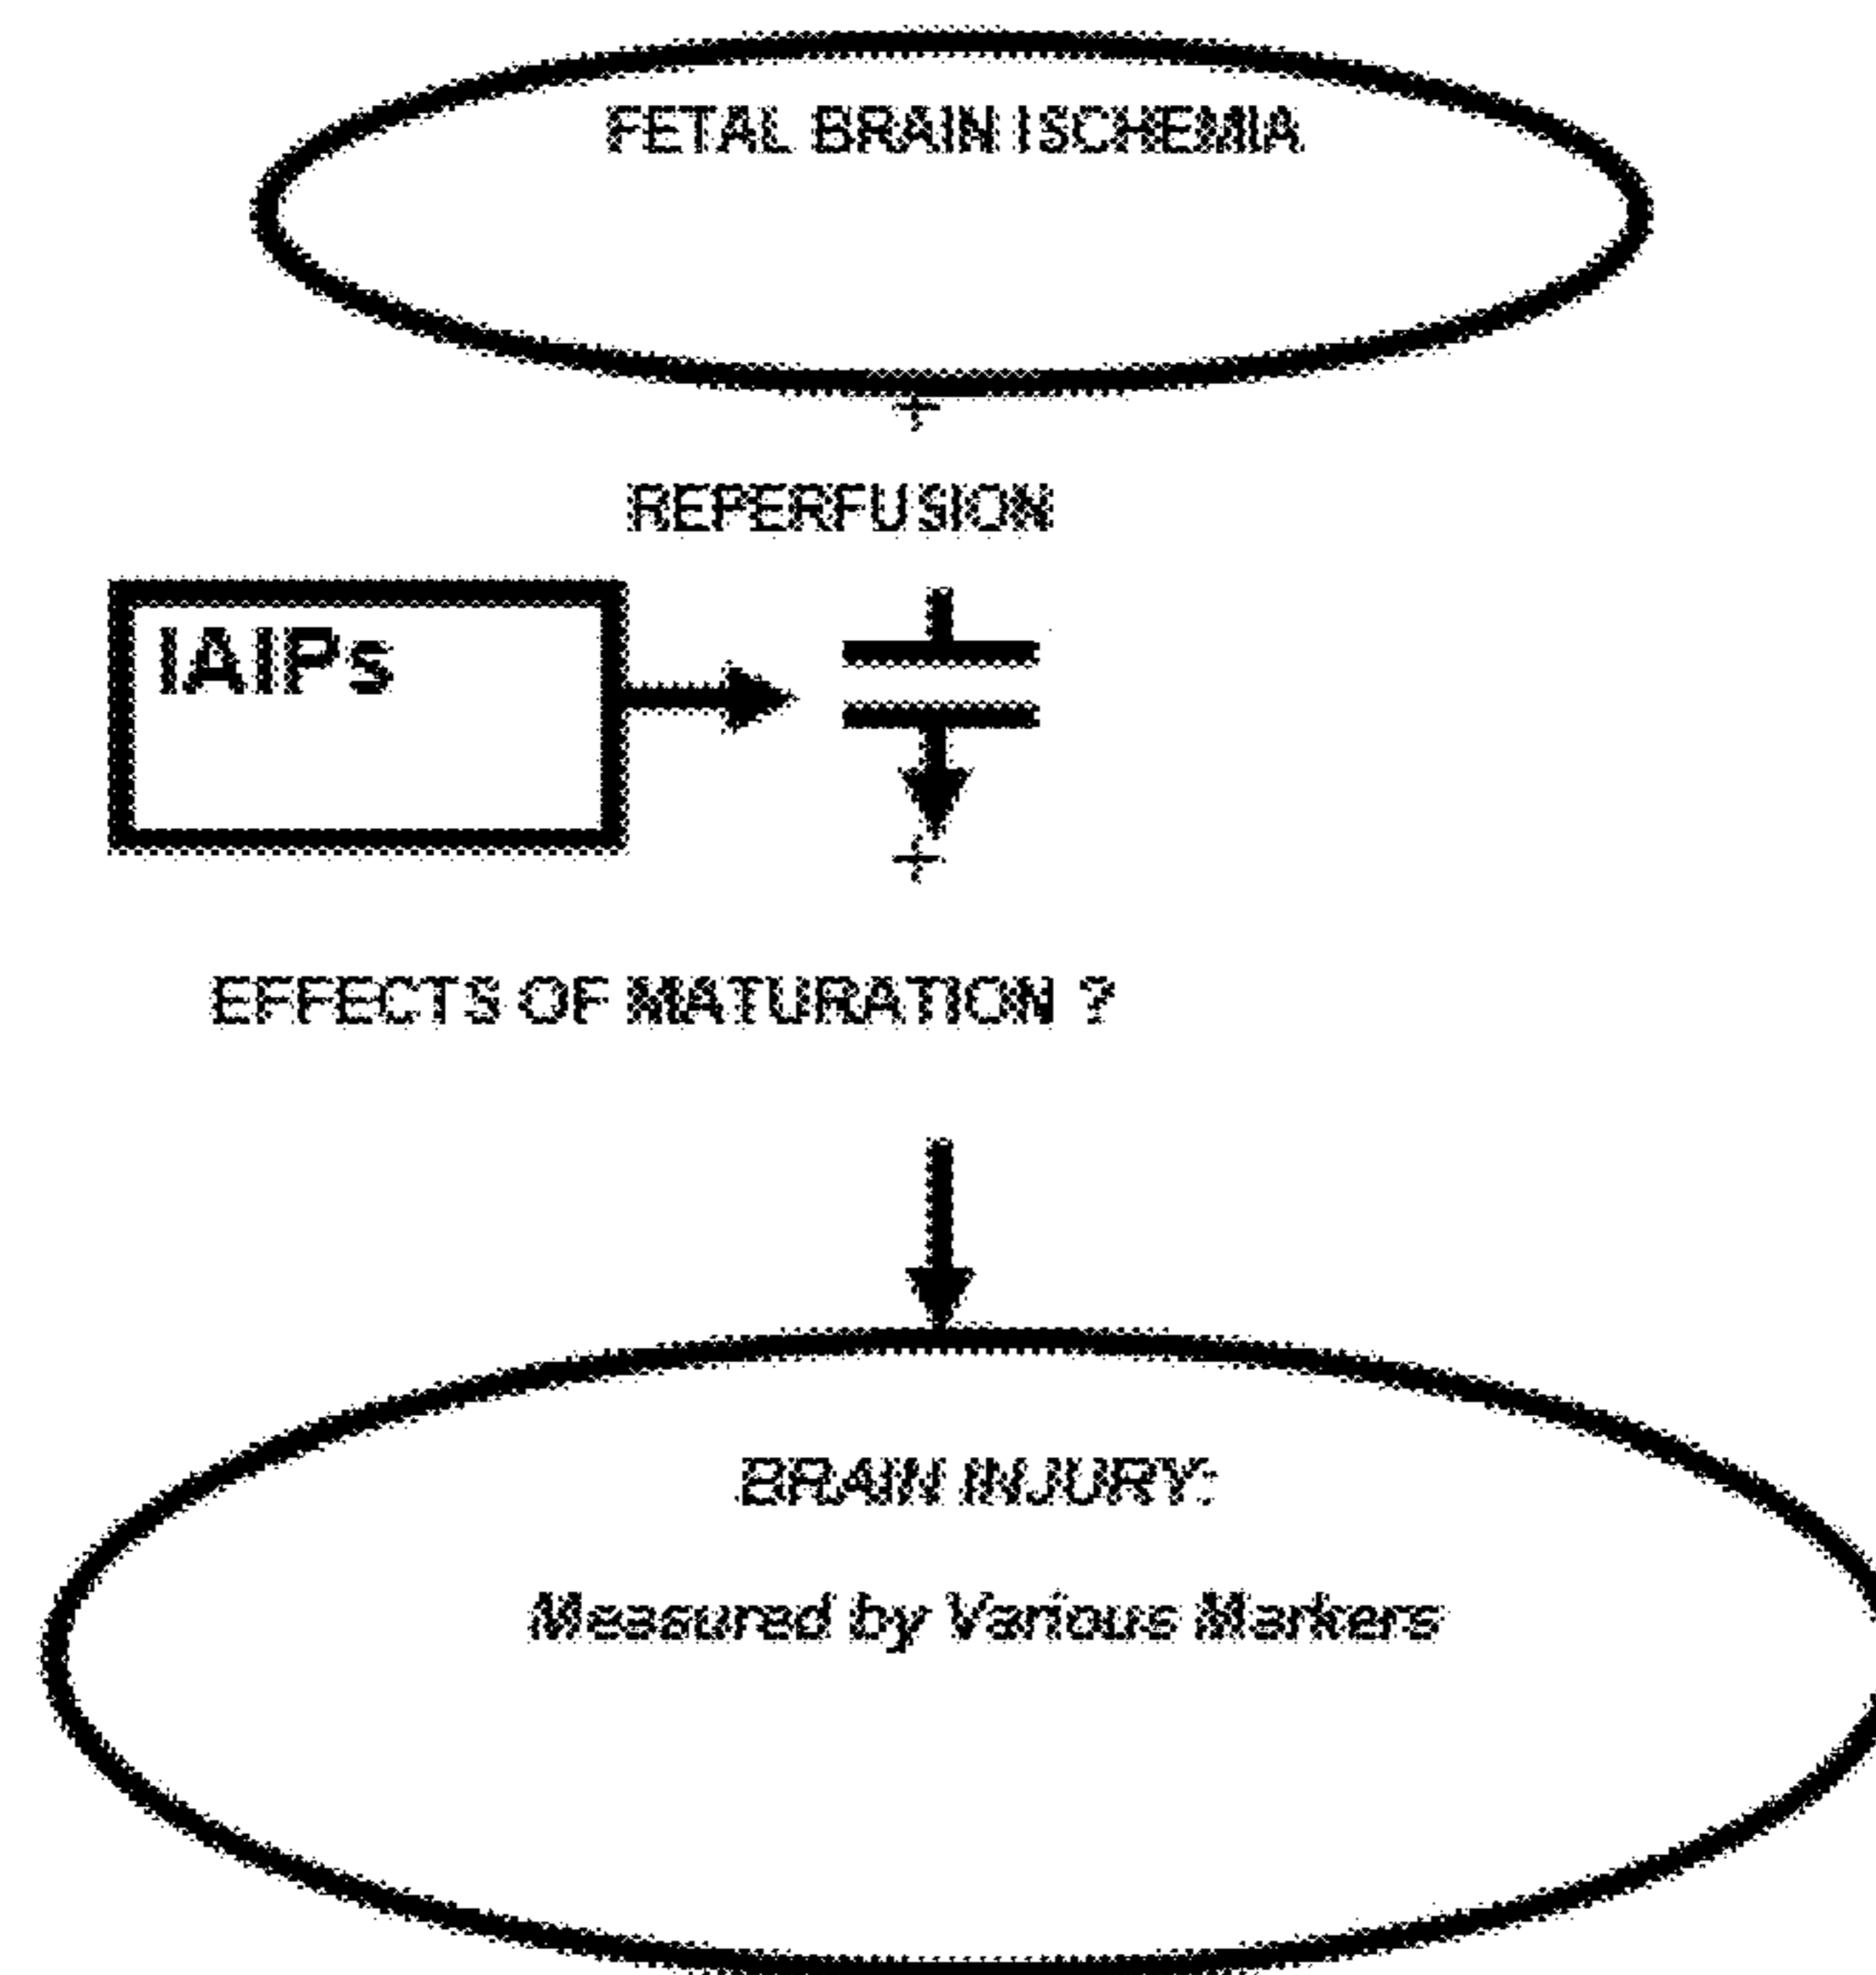 FETAL BRAIN ISCHEMIA
+
REPERFUSION
IAIPs
+
EFFECTS OF MATURATION ?
BRAIN INJURY:
Measured by Various Markers